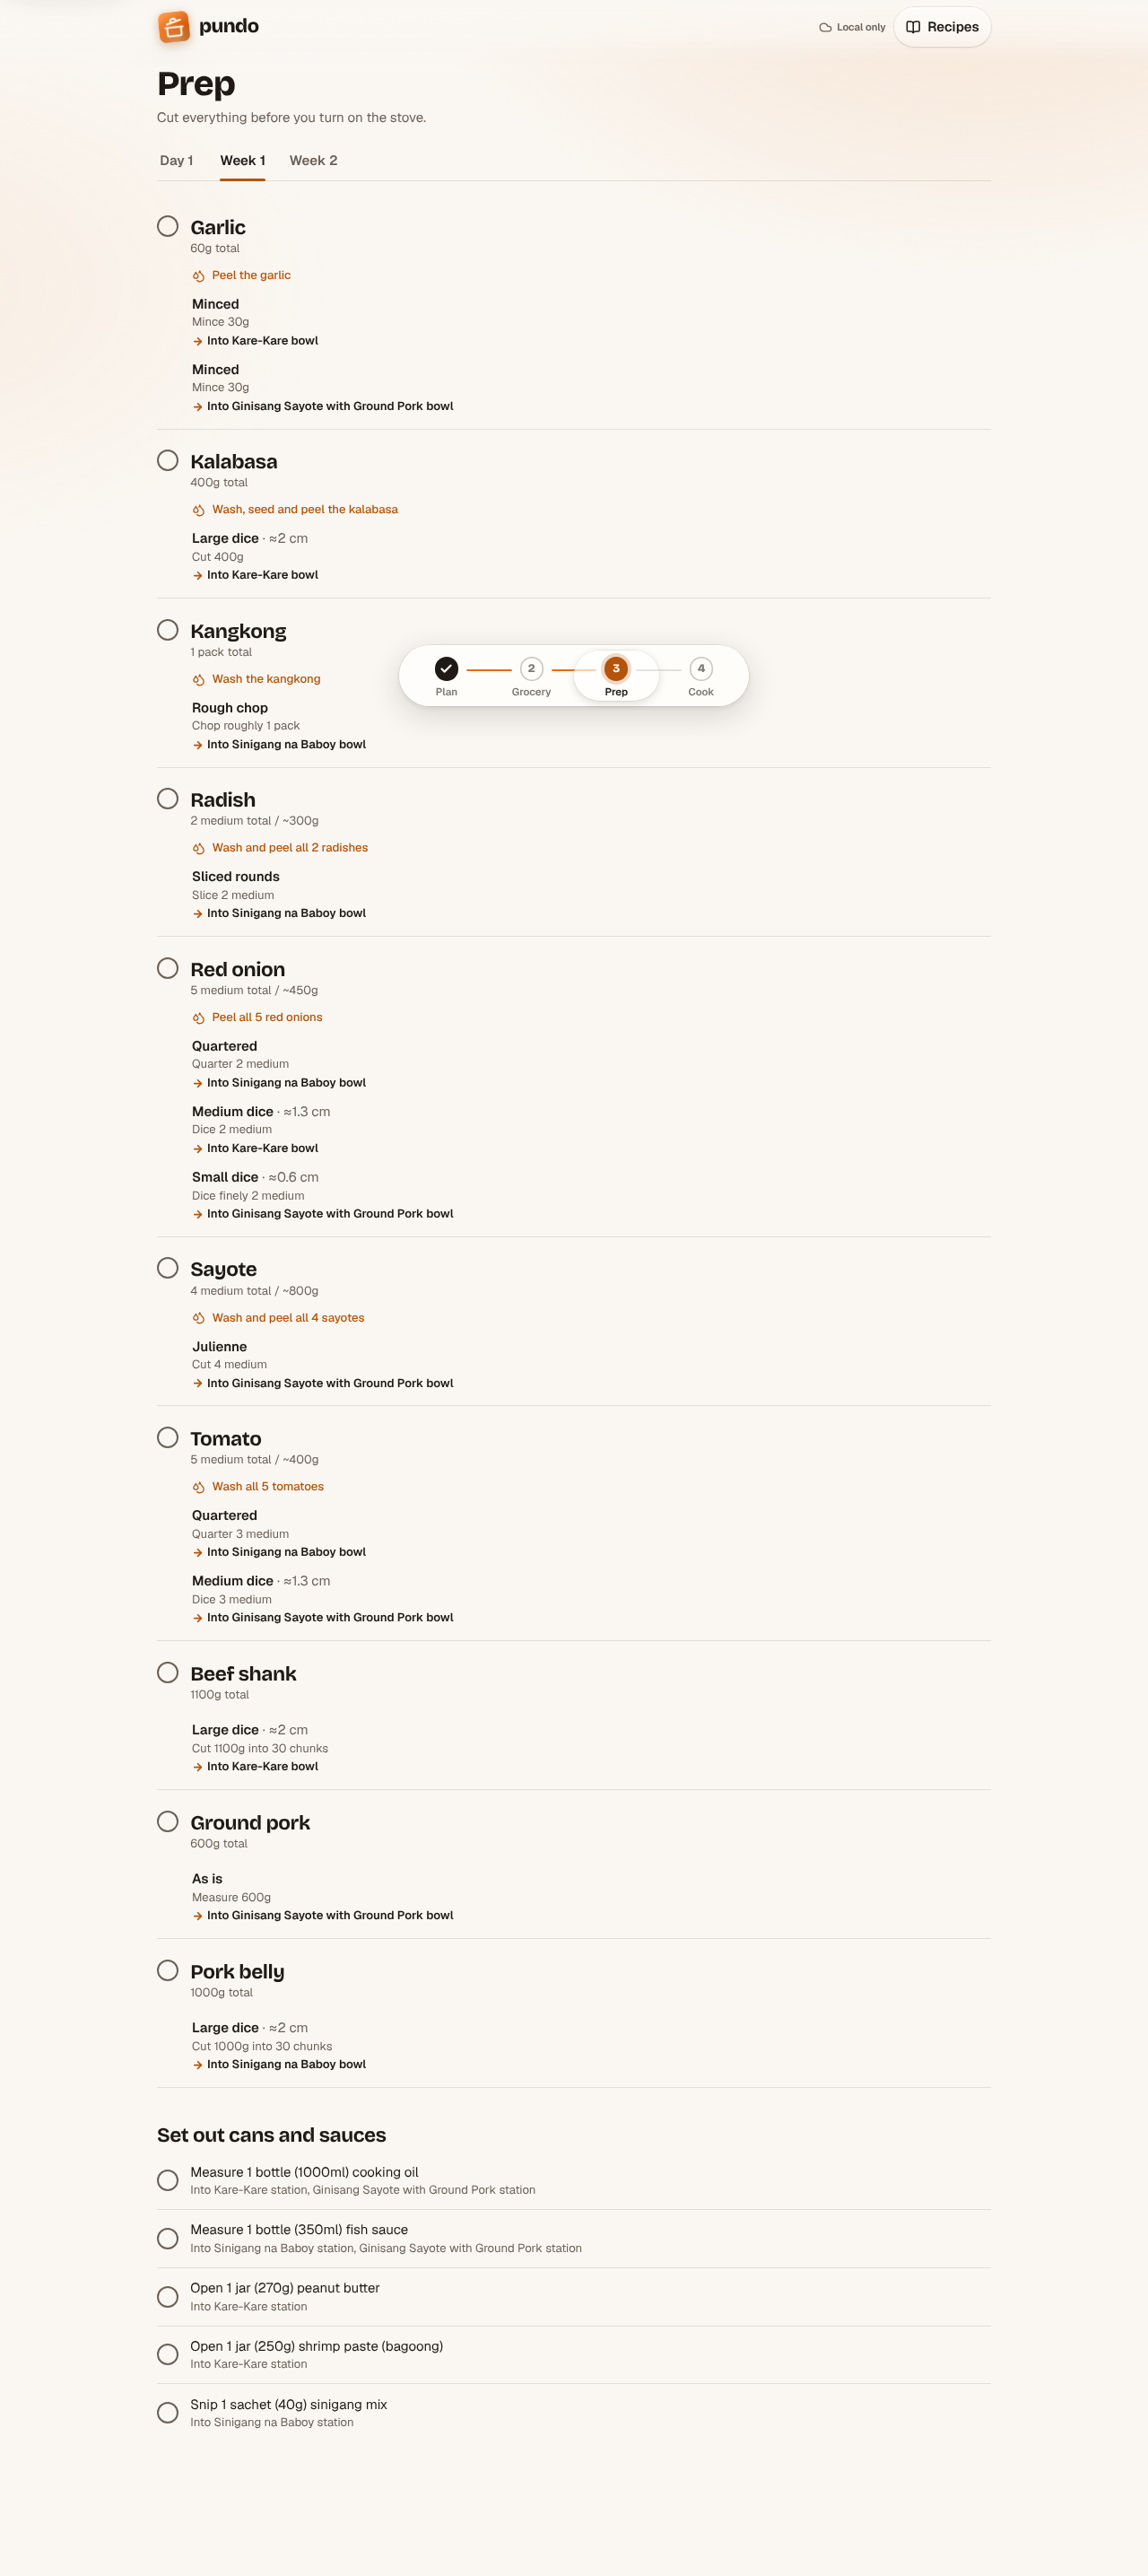 pundo
Local only
Recipes
Prep
Cut everything before you turn on the stove.
Day 1
Week 1
Week 2
Garlic
60g total
Peel the garlic
Minced
Mince 30g
→ Into Kare-Kare bowl
Minced
Mince 30g
→ Into Ginisang Sayote with Ground Pork bowl
Kalabasa
400g total
Wash, seed and peel the kalabasa
Large dice · ≈2 cm
Cut 400g
→ Into Kare-Kare bowl
Kangkong
1 pack total
Wash the kangkong
Rough chop
Chop roughly 1 pack
→ Into Sinigang na Baboy bowl
Plan
2
Grocery
3
Prep
4
Cook
Radish
2 medium total / ~300g
Wash and peel all 2 radishes
Sliced rounds
Slice 2 medium
→ Into Sinigang na Baboy bowl
Red onion
5 medium total / ~450g
Peel all 5 red onions
Quartered
Quarter 2 medium
→ Into Sinigang na Baboy bowl
Medium dice · ≈1.3 cm
Dice 2 medium
→ Into Kare-Kare bowl
Small dice · ≈0.6 cm
Dice finely 2 medium
→ Into Ginisang Sayote with Ground Pork bowl
Sayote
4 medium total / ~800g
Wash and peel all 4 sayotes
Julienne
Cut 4 medium
→ Into Ginisang Sayote with Ground Pork bowl
Tomato
5 medium total / ~400g
Wash all 5 tomatoes
Quartered
Quarter 3 medium
→ Into Sinigang na Baboy bowl
Medium dice · ≈1.3 cm
Dice 3 medium
→ Into Ginisang Sayote with Ground Pork bowl
Beef shank
1100g total
Large dice · ≈2 cm
Cut 1100g into 30 chunks
→ Into Kare-Kare bowl
Ground pork
600g total
As is
Measure 600g
→ Into Ginisang Sayote with Ground Pork bowl
Pork belly
1000g total
Large dice · ≈2 cm
Cut 1000g into 30 chunks
→ Into Sinigang na Baboy bowl
Set out cans and sauces
Measure 1 bottle (1000ml) cooking oil
Into Kare-Kare station, Ginisang Sayote with Ground Pork station
Measure 1 bottle (350ml) fish sauce
Into Sinigang na Baboy station, Ginisang Sayote with Ground Pork station
Open 1 jar (270g) peanut butter
Into Kare-Kare station
Open 1 jar (250g) shrimp paste (bagoong)
Into Kare-Kare station
Snip 1 sachet (40g) sinigang mix
Into Sinigang na Baboy station